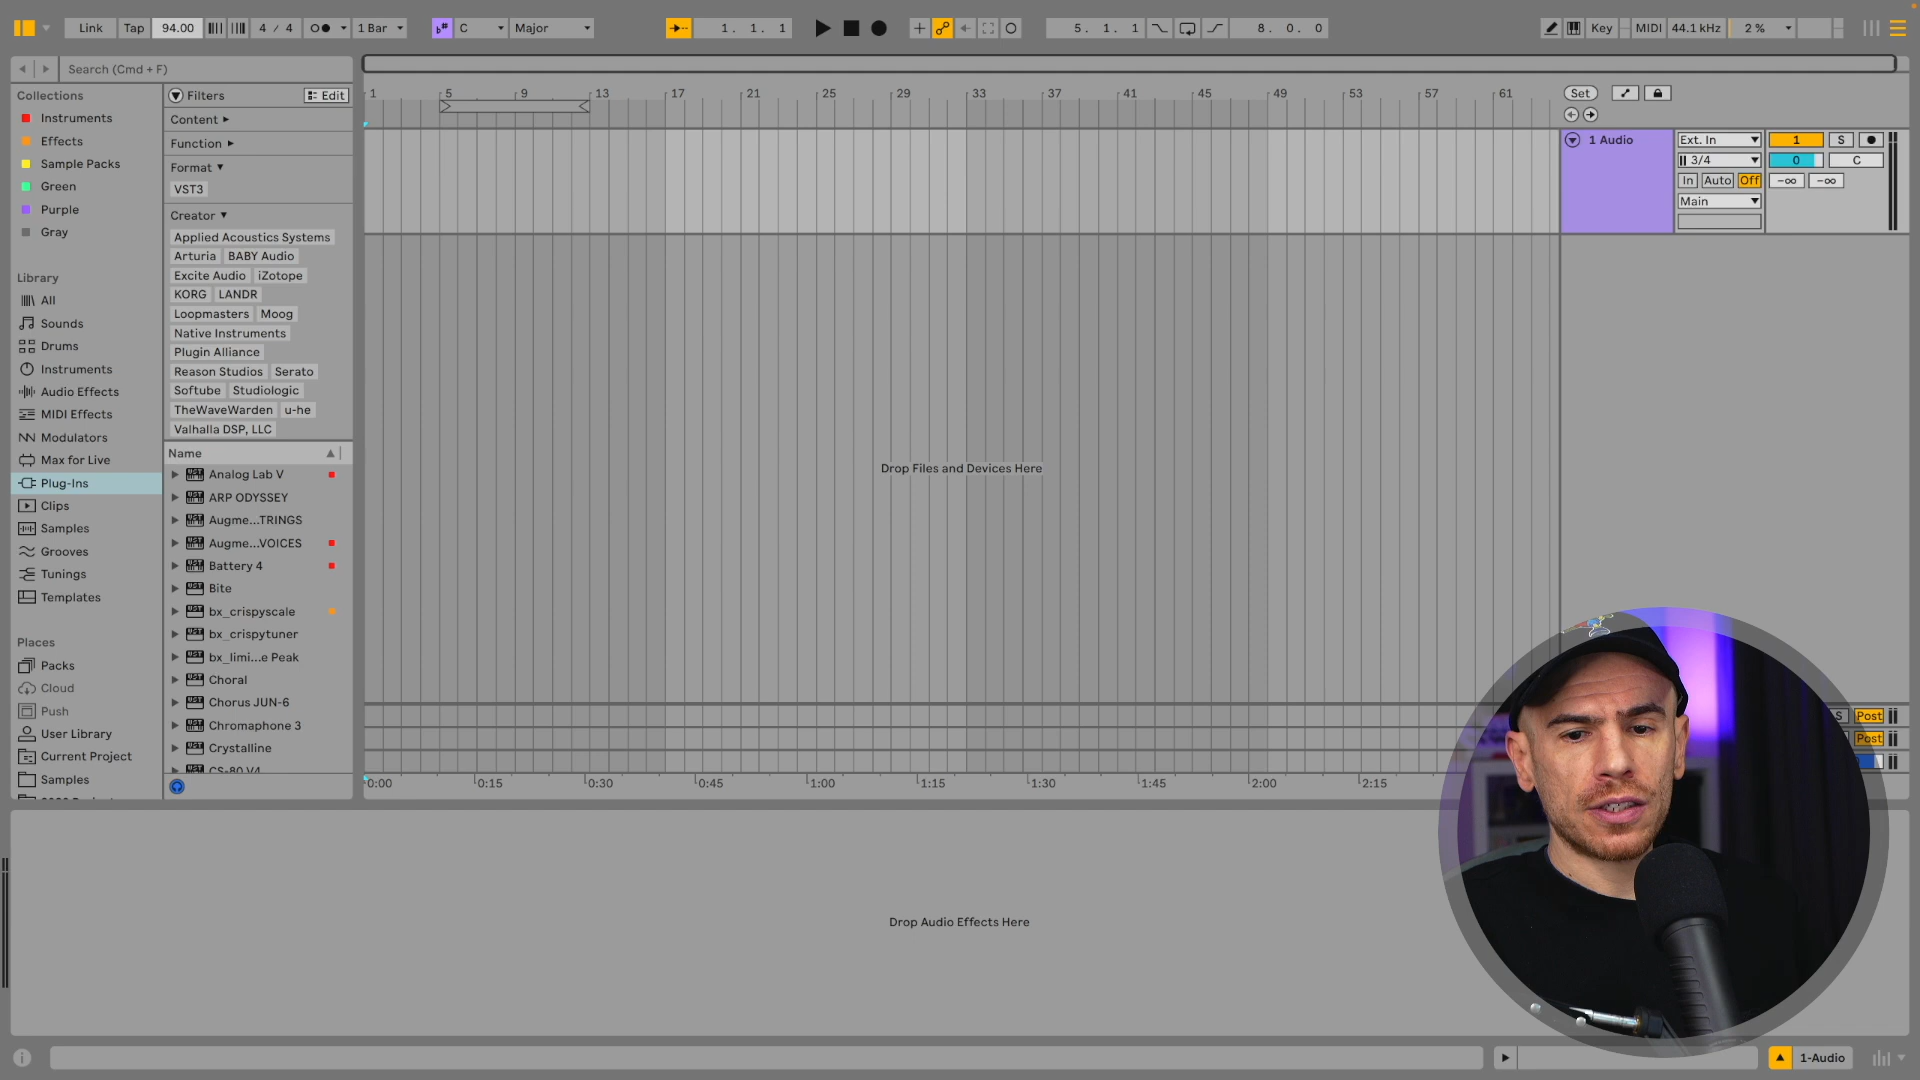 Link Tap 94.00 4 / 4 1 Bar C Major 1. 1. 1 5. 1. 1 8. 0. 0 Key MIDI 44.1 kHz 2 %
Search (Cmd + F)
Collections
Instruments
Effects
Sample Packs
Green
Purple
Gray
Library
All
Sounds
Drums
Instruments
Audio Effects
MIDI Effects
Modulators
Max for Live
Plug-Ins
Clips
Samples
Grooves
Tunings
Templates
Places
Packs
Cloud
Push
User Library
Current Project
Samples
Filters Edit
Content
Function
Format
VST3
Creator
Applied Acoustics Systems
Arturia BABY Audio
Excite Audio iZotope
KORG LANDR
Loopmasters Moog
Native Instruments
Plugin Alliance
Reason Studios Serato
Softube Studiologic
TheWaveWarden u-he
Valhalla DSP, LLC
Name
Analog Lab V
ARP ODYSSEY
Augme...TRINGS
Augme...VOICES
Battery 4
Bite
bx_crispyscale
bx_crispytuner
bx_limi...e Peak
Choral
Chorus JUN-6
Chromaphone 3
Crystalline
CS-80 V4
1 5 9 13 17 21 25 29 33 37 41 45 49 53 57 61
Set
1 Audio Ext. In 1 S
3/4 0 C
In Auto Off -∞ -∞
Main
Drop Files and Devices Here
S Post
Post
0:00 0:15 0:30 0:45 1:00 1:15 1:30 1:45 2:00 2:15
Drop Audio Effects Here
1-Audio